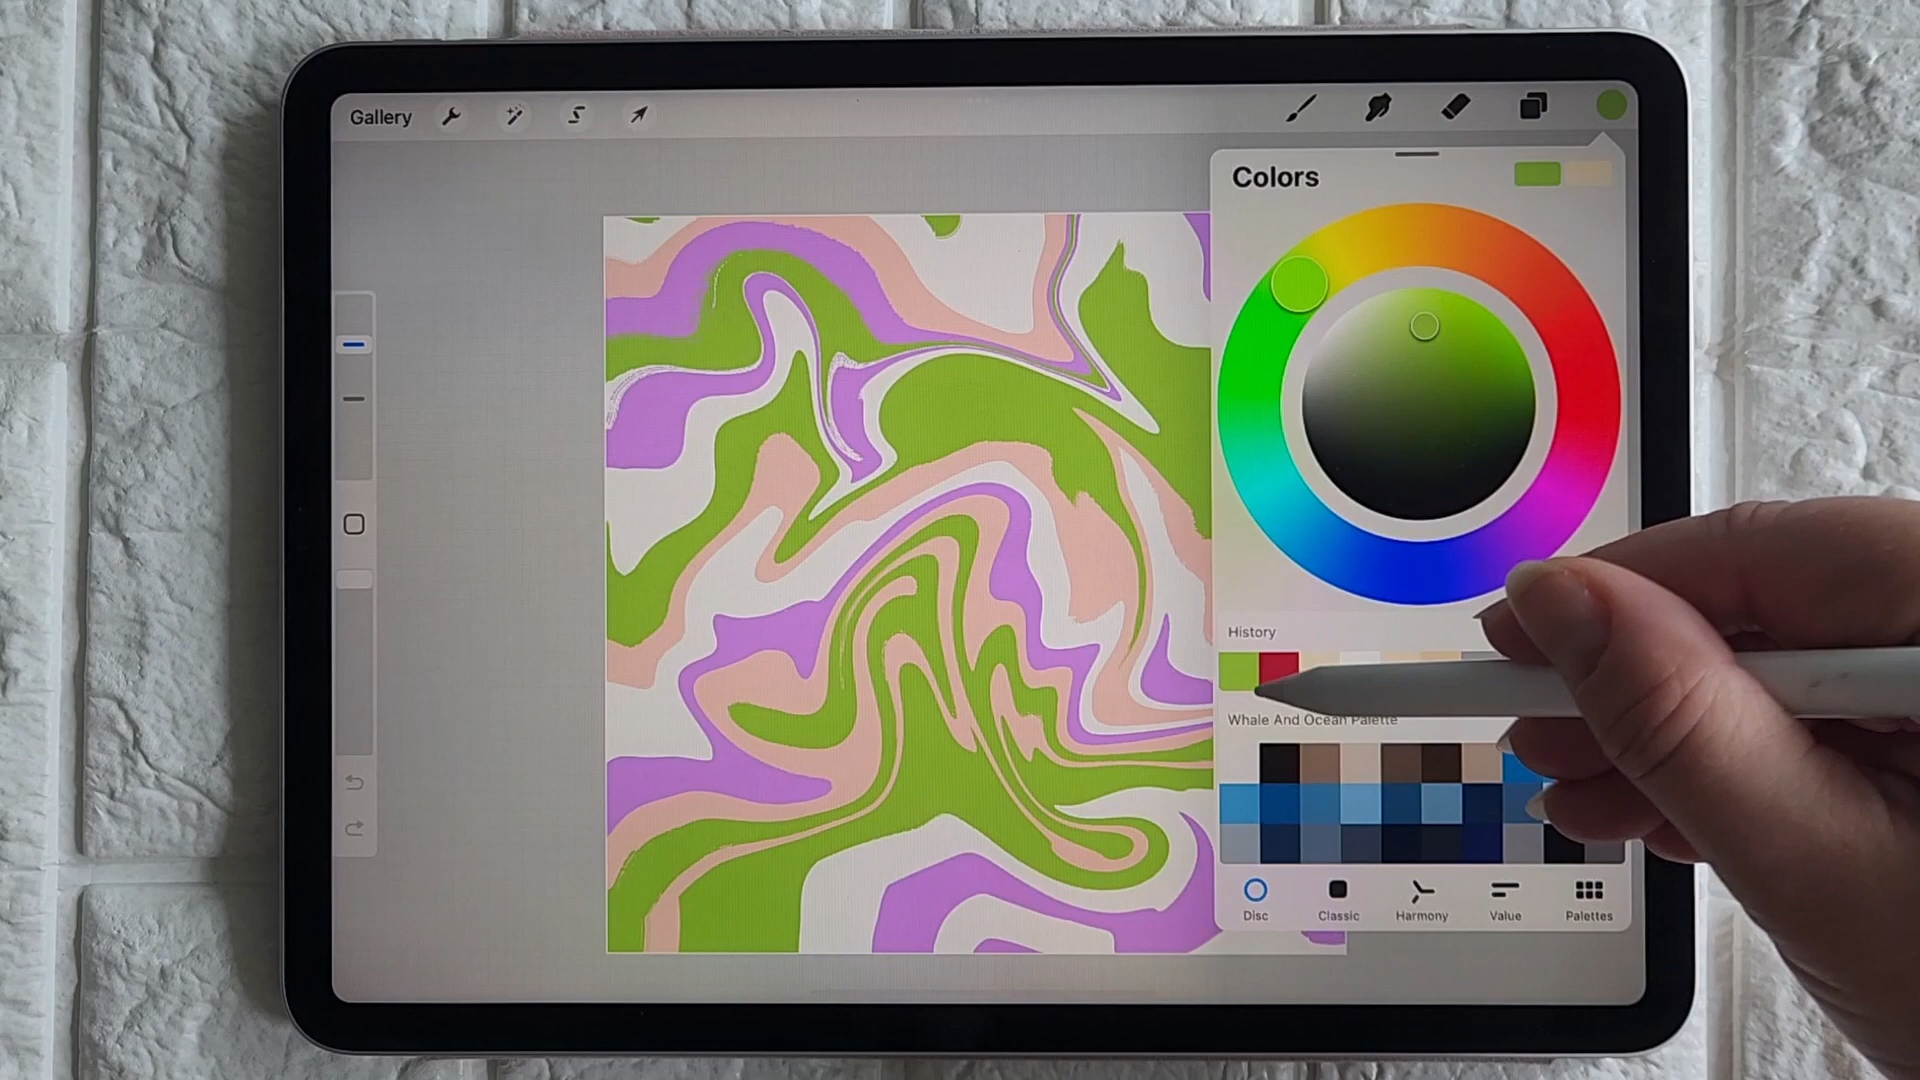 Gallery
Colors
History
Whale And Ocean Palette
Disc
Classic
Harmony
Value
Palettes